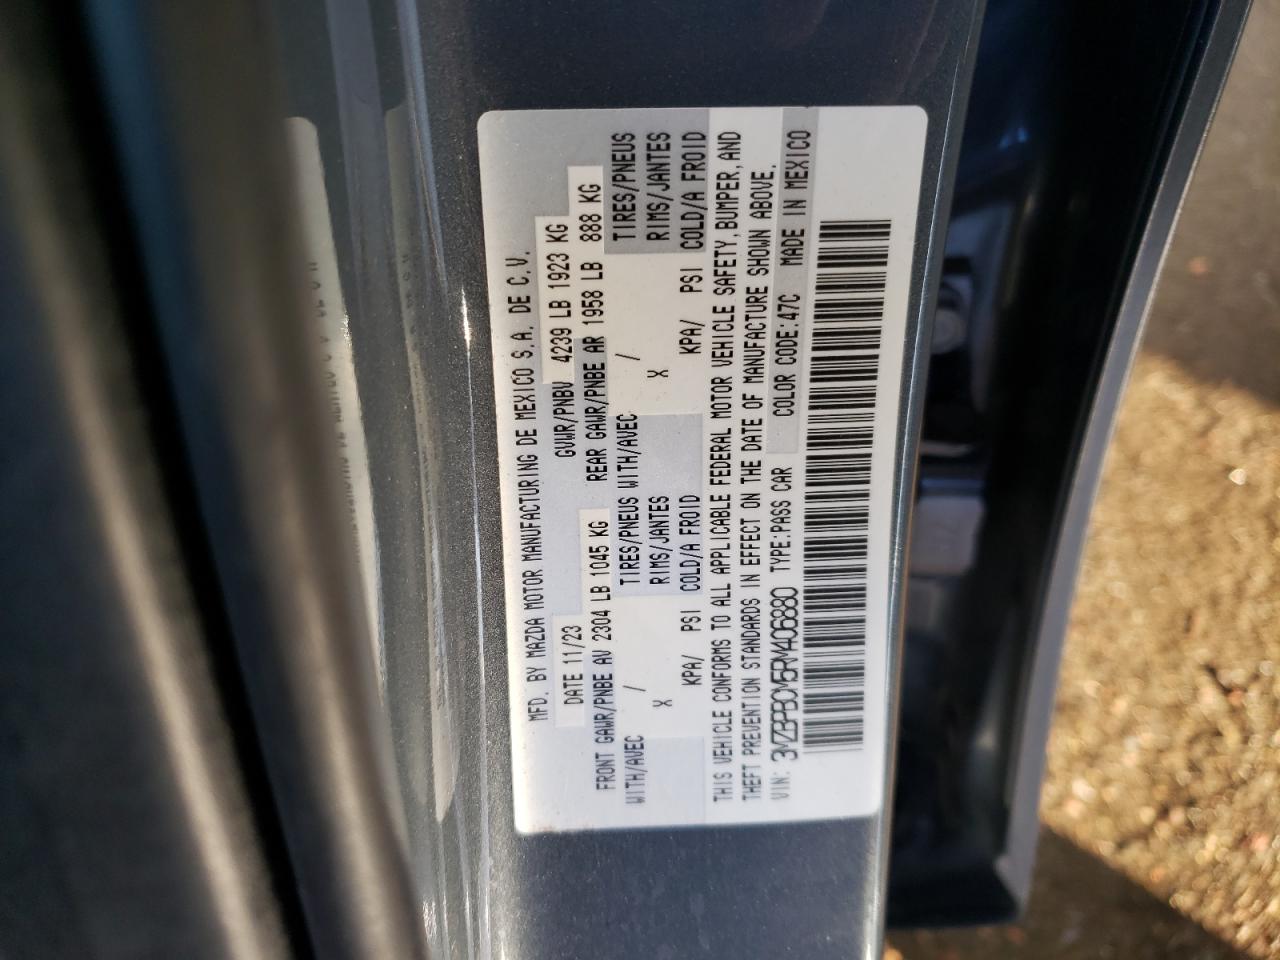 MFD. BY MAZDA MOTOR MANUFACTURING DE MEXICO S.A. DE C.V.
DATE 11/23 GVWR/PNBV 4239 LB 1923 KG
FRONT GAWR/PNBE AV 2304 LB 1045 KG REAR GAWR/PNBE AR 1958 LB 888 KG
WITH/AVEC / TIRES/PNEUS WITH/AVEC / TIRES/PNEUS
X RIMS/JANTES X RIMS/JANTES
KPA/ PSI COLD/A FROID KPA/ PSI COLD/A FROID
THIS VEHICLE CONFORMS TO ALL APPLICABLE FEDERAL MOTOR VEHICLE SAFETY, BUMPER, AND
THEFT PREVENTION STANDARDS IN EFFECT ON THE DATE OF MANUFACTURE SHOWN ABOVE.
VIN: 3MZBPBCM5RM406880 TYPE:PASS CAR COLOR CODE:47C MADE IN MEXICO